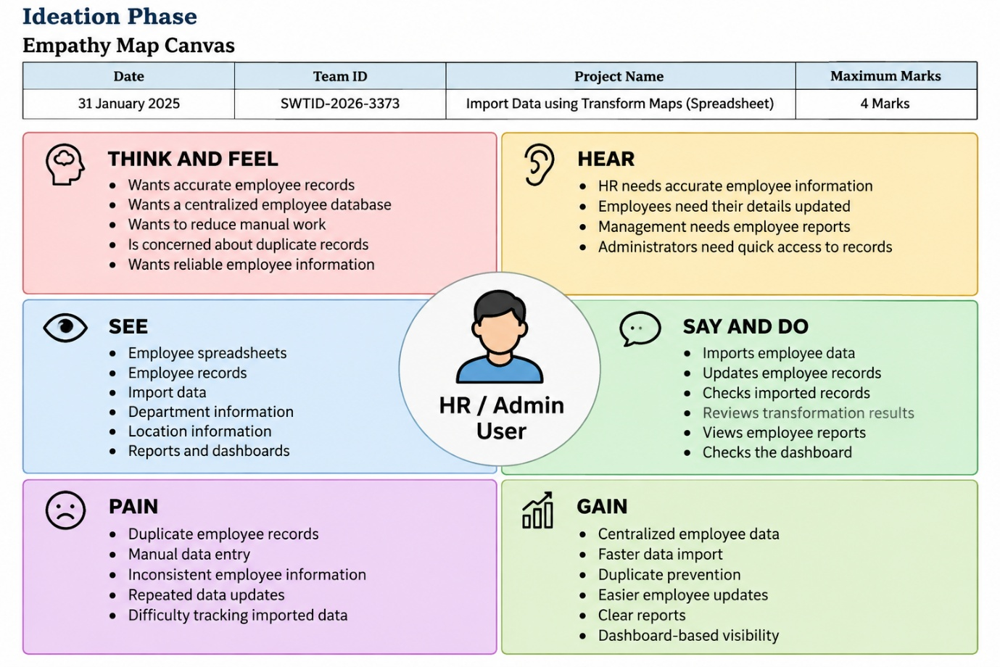 Ideation Phase
Empathy Map Canvas
Date Team ID Project Name Maximum Marks
31 January 2025 SWTID-2026-3373 Import Data using Transform Maps (Spreadsheet) 4 Marks
THINK AND FEEL
• Wants accurate employee records
• Wants a centralized employee database
• Wants to reduce manual work
• Is concerned about duplicate records
• Wants reliable employee information
HEAR
• HR needs accurate employee information
• Employees need their details updated
• Management needs employee reports
• Administrators need quick access to records
SEE
• Employee spreadsheets
• Employee records
• Import data
• Department information
• Location information
• Reports and dashboards
HR / Admin
User
SAY AND DO
• Imports employee data
• Updates employee records
• Checks imported records
• Reviews transformation results
• Views employee reports
• Checks the dashboard
PAIN
• Duplicate employee records
• Manual data entry
• Inconsistent employee information
• Repeated data updates
• Difficulty tracking imported data
GAIN
• Centralized employee data
• Faster data import
• Duplicate prevention
• Easier employee updates
• Clear reports
• Dashboard-based visibility